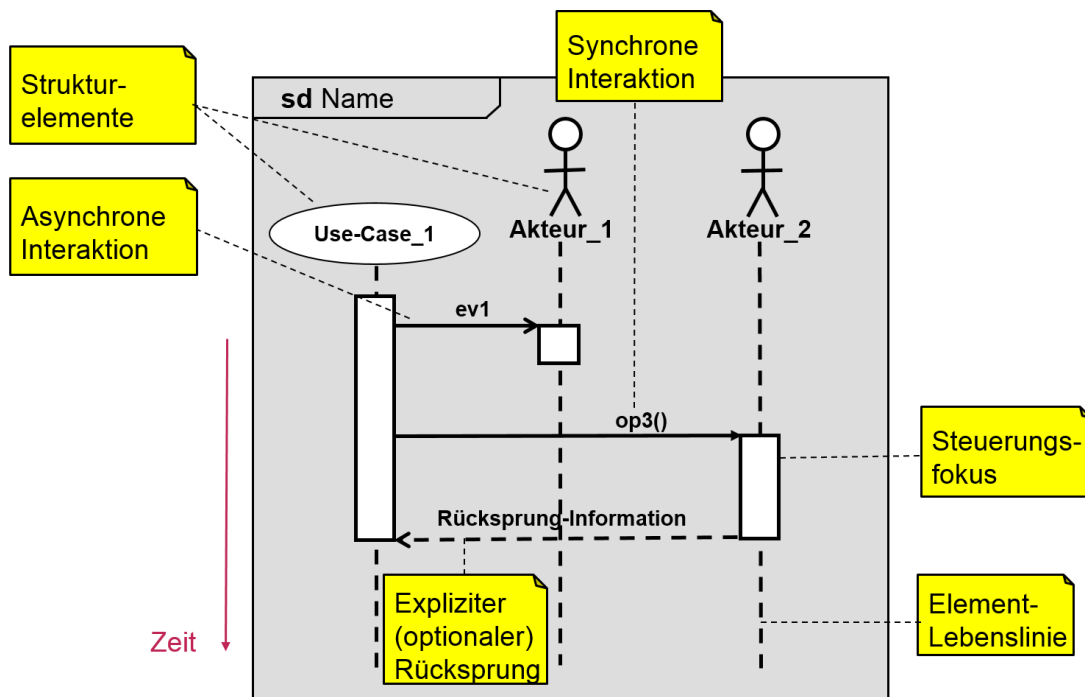 Synchrone
Interaktion
Struktur-
elemente
sd Name
Asynchrone
Interaktion
Use-Case_1
Akteur_1
Akteur_2
ev1
op3()
Steuerungs-
fokus
Rücksprung-Information
Expliziter
(optionaler)
Rücksprung
Element-
Lebenslinie
Zeit